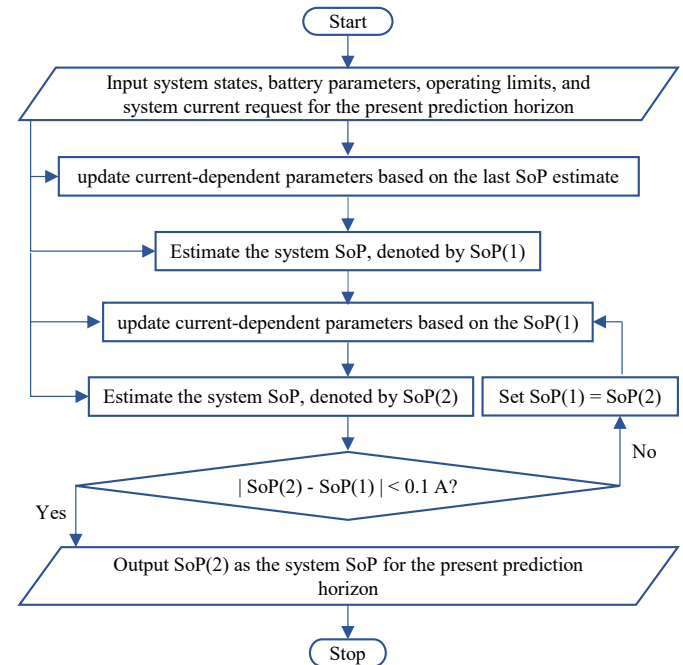 Start
Input system states, battery parameters, operating limits, and
system current request for the present prediction horizon
update current-dependent parameters based on the last SoP estimate
Estimate the system SoP, denoted by SoP(1)
update current-dependent parameters based on the SoP(1)
Estimate the system SoP, denoted by SoP(2)
Set SoP(1) = SoP(2)
No
| SoP(2) - SoP(1) | < 0.1 A?
Yes
Output SoP(2) as the system SoP for the present prediction
horizon
Stop